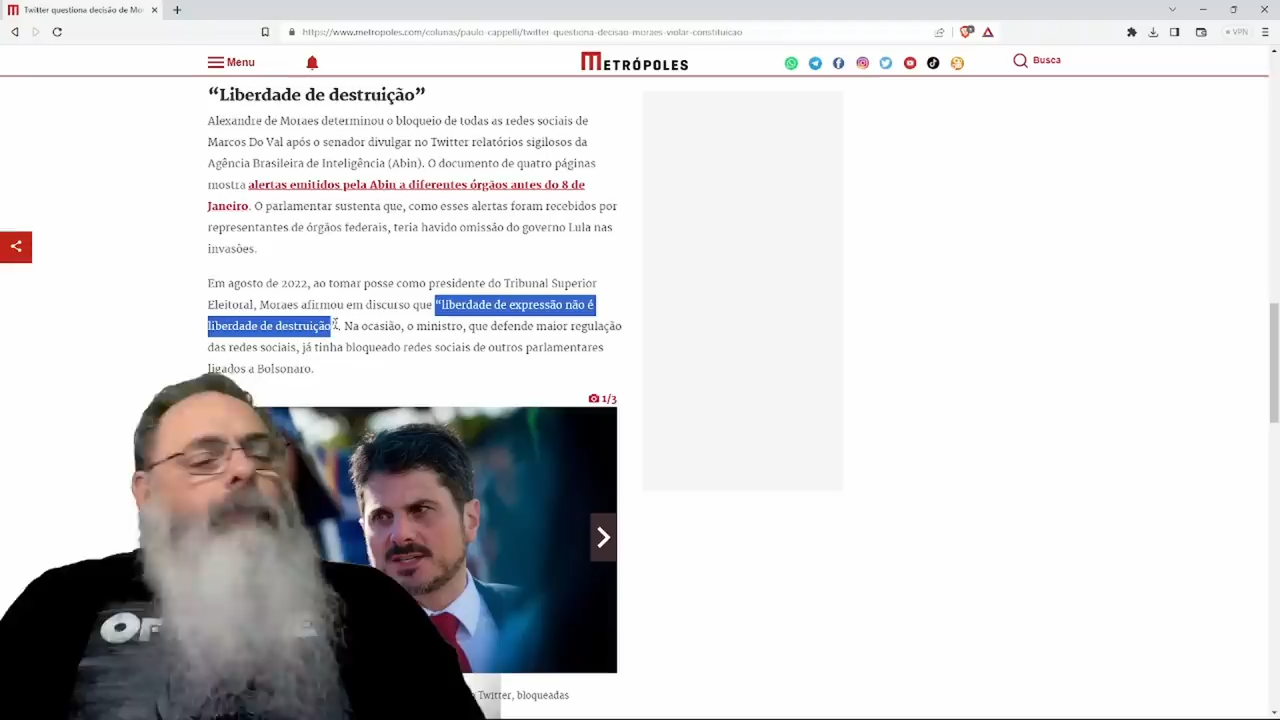 Twitter questiona decisão de Mo
https://www.metropoles.com/colunas/paulo-cappelli/twitter-questiona-decisao-moraes-violar-constituicao
VPN
Menu
METRÓPOLES
Busca
“Liberdade de destruição”
Alexandre de Moraes determinou o bloqueio de todas as redes sociais de
Marcos Do Val após o senador divulgar no Twitter relatórios sigilosos da
Agência Brasileira de Inteligência (Abin). O documento de quatro páginas
mostra alertas emitidos pela Abin a diferentes órgãos antes do 8 de
Janeiro. O parlamentar sustenta que, como esses alertas foram recebidos por
representantes de órgãos federais, teria havido omissão do governo Lula nas
invasões.
Em agosto de 2022, ao tomar posse como presidente do Tribunal Superior
Eleitoral, Moraes afirmou em discurso que “liberdade de expressão não é
liberdade de destruição”. Na ocasião, o ministro, que defende maior regulação
das redes sociais, já tinha bloqueado redes sociais de outros parlamentares
ligados a Bolsonaro.
1/3
Twitter, bloqueadas